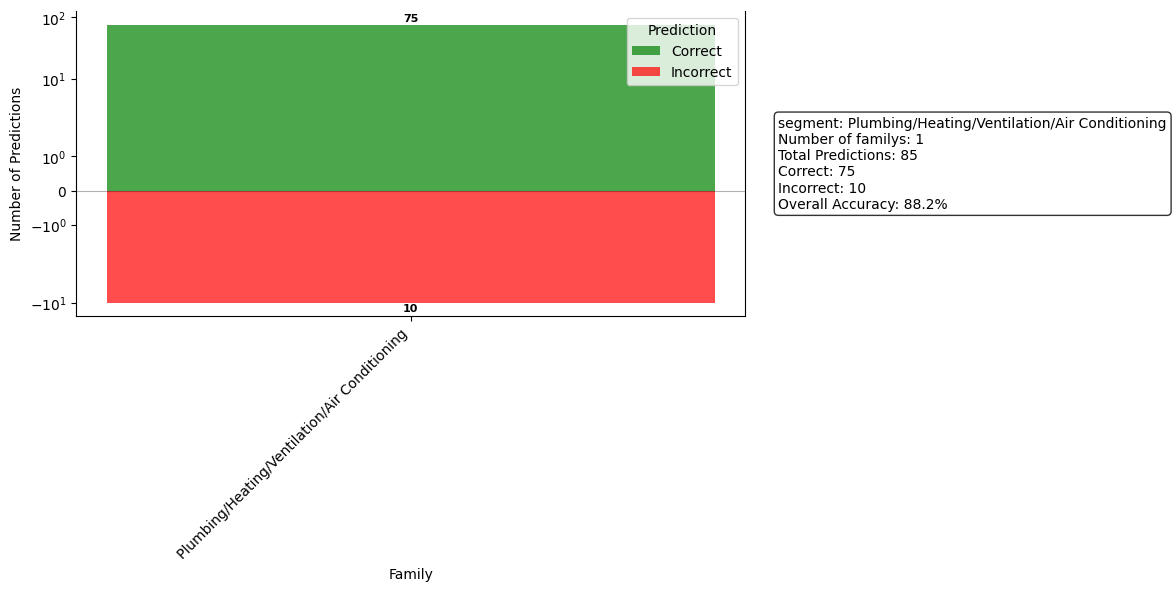 10²
10¹
10⁰
0
−10⁰
−10¹
Number of Predictions
75
10
Prediction
Correct
Incorrect
Plumbing/Heating/Ventilation/Air Conditioning
Family
segment: Plumbing/Heating/Ventilation/Air Conditioning
Number of familys: 1
Total Predictions: 85
Correct: 75
Incorrect: 10
Overall Accuracy: 88.2%